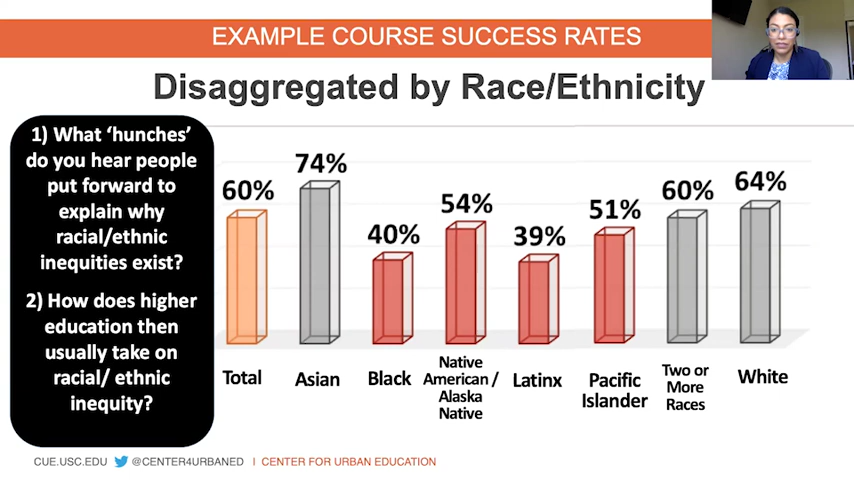 EXAMPLE COURSE SUCCESS RATES
Disaggregated by Race/Ethnicity
1) What ‘hunches’
do you hear people
put forward to
explain why
racial/ethnic
inequities exist?
2) How does higher
education then
usually take on
racial/ ethnic
inequity?
60%
74%
40%
54%
39%
51%
60%
64%
Total
Asian
Black
Native
American /
Alaska
Native
Latinx
Pacific
Islander
Two or
More
Races
White
CUE.USC.EDU @CENTER4URBANED | CENTER FOR URBAN EDUCATION